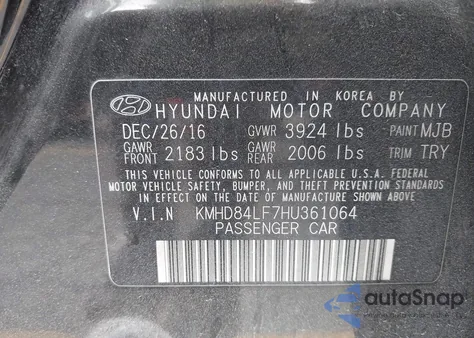 MANUFACTURED IN KOREA BY
HYUNDAI MOTOR COMPANY
DEC/26/16 GVWR 3924 lbs PAINT MJB
GAWR FRONT 2183 lbs GAWR REAR 2006 lbs TRIM TRY
THIS VEHICLE CONFORMS TO ALL APPLICABLE U.S.A. FEDERAL
MOTOR VEHICLE SAFETY, BUMPER, AND THEFT PREVENTION
STANDARDS IN EFFECT ON THE DATE OF MANUFACTURE SHOWN ABOVE.
V.I.N KMHD84LF7HU361064
PASSENGER CAR
autoSnap